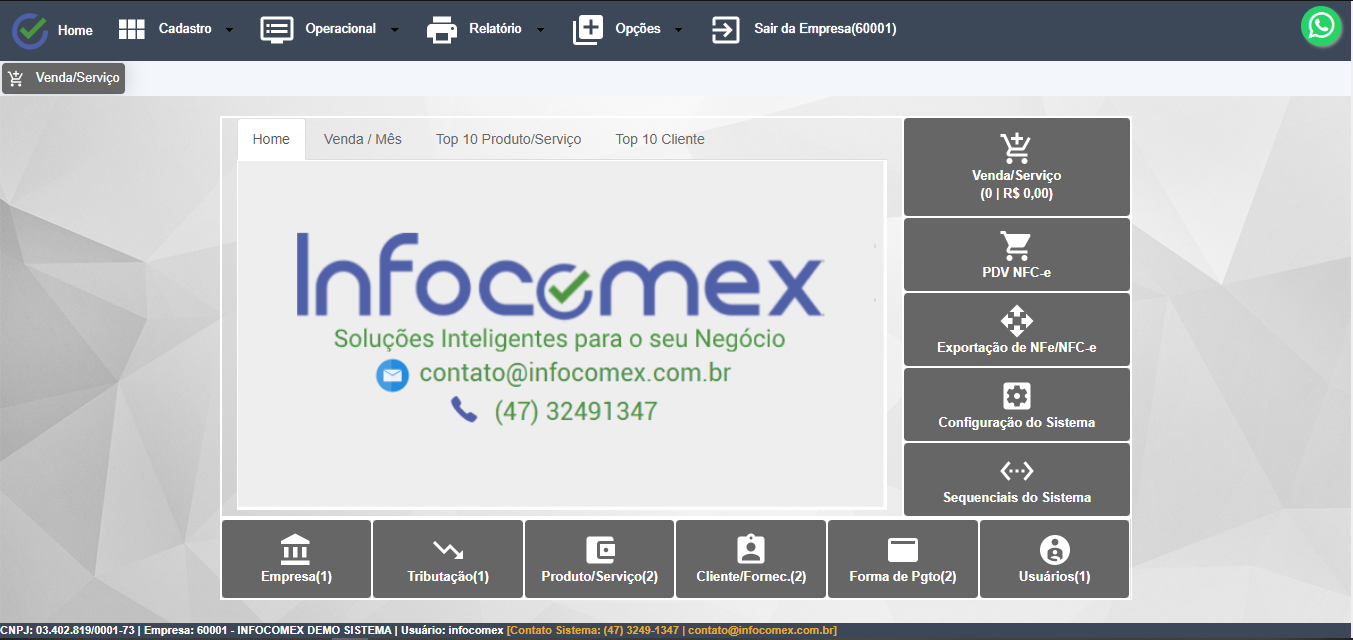 Home
Cadastro
Operacional
Relatório
Opções
Sair da Empresa(60001)
Venda/Serviço
Home
Venda / Mês
Top 10 Produto/Serviço
Top 10 Cliente
Infocomex
Soluções Inteligentes para o seu Negócio
contato@infocomex.com.br
(47) 32491347
Venda/Serviço
(0 | R$ 0,00)
PDV NFC-e
Exportação de NFe/NFC-e
Configuração do Sistema
Sequenciais do Sistema
Empresa(1)
Tributação(1)
Produto/Serviço(2)
Cliente/Fornec.(2)
Forma de Pgto(2)
Usuários(1)
CNPJ: 03.402.819/0001-73 | Empresa: 60001 - INFOCOMEX DEMO SISTEMA | Usuário: infocomex [Contato Sistema: (47) 3249-1347 | contato@infocomex.com.br]